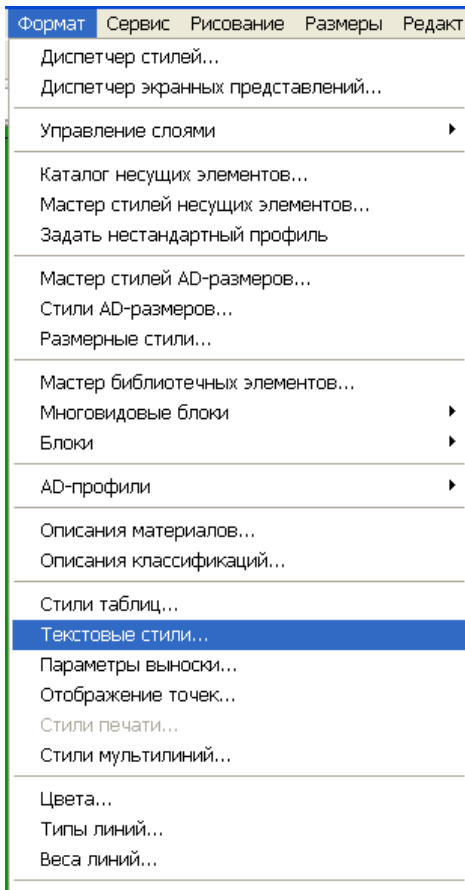 Формат Сервис Рисование Размеры Редакт
Диспетчер стилей...
Диспетчер экранных представлений...
Управление слоями
Каталог несущих элементов...
Мастер стилей несущих элементов...
Задать нестандартный профиль
Мастер стилей AD-размеров...
Стили AD-размеров...
Размерные стили...
Мастер библиотечных элементов...
Многовидовые блоки
Блоки
AD-профили
Описания материалов...
Описания классификаций...
Стили таблиц...
Текстовые стили...
Параметры выноски...
Отображение точек...
Стили печати...
Стили мультилиний...
Цвета...
Типы линий...
Веса линий...